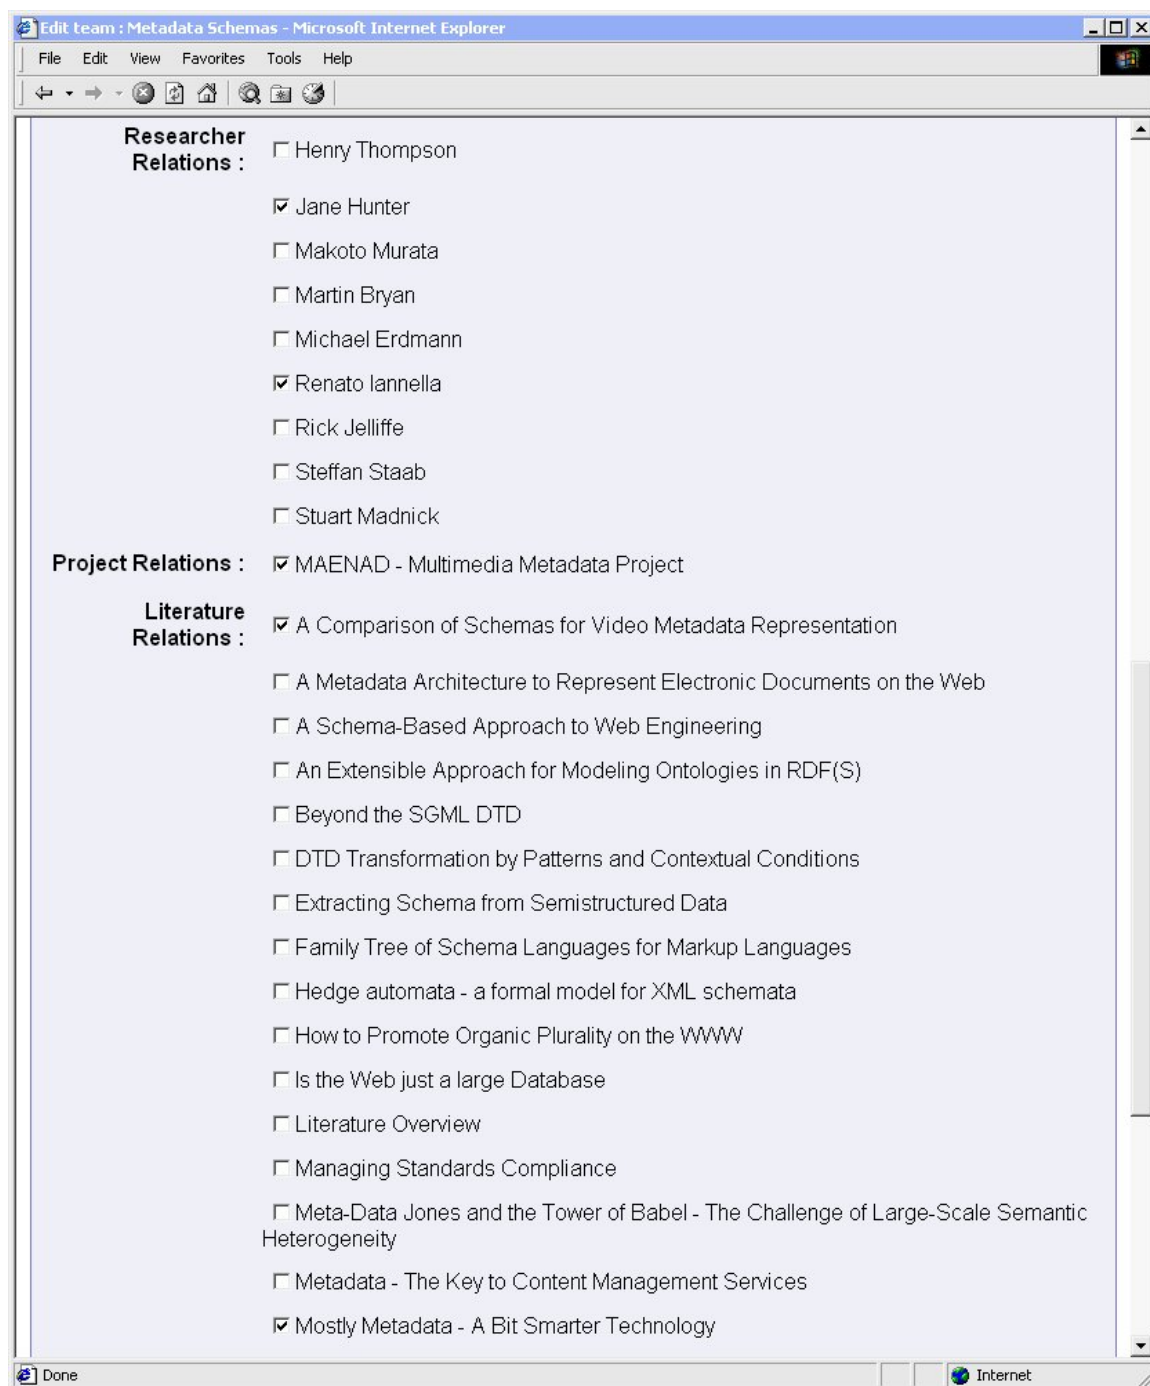 Edit team : Metadata Schemas - Microsoft Internet Explorer
File Edit View Favorites Tools Help
Researcher
Relations :
Henry Thompson
Jane Hunter
Makoto Murata
Martin Bryan
Michael Erdmann
Renato Iannella
Rick Jelliffe
Steffan Staab
Stuart Madnick
Project Relations : MAENAD - Multimedia Metadata Project
Literature
Relations :
A Comparison of Schemas for Video Metadata Representation
A Metadata Architecture to Represent Electronic Documents on the Web
A Schema-Based Approach to Web Engineering
An Extensible Approach for Modeling Ontologies in RDF(S)
Beyond the SGML DTD
DTD Transformation by Patterns and Contextual Conditions
Extracting Schema from Semistructured Data
Family Tree of Schema Languages for Markup Languages
Hedge automata - a formal model for XML schemata
How to Promote Organic Plurality on the WWW
Is the Web just a large Database
Literature Overview
Managing Standards Compliance
Meta-Data Jones and the Tower of Babel - The Challenge of Large-Scale Semantic
Heterogeneity
Metadata - The Key to Content Management Services
Mostly Metadata - A Bit Smarter Technology
Done Internet